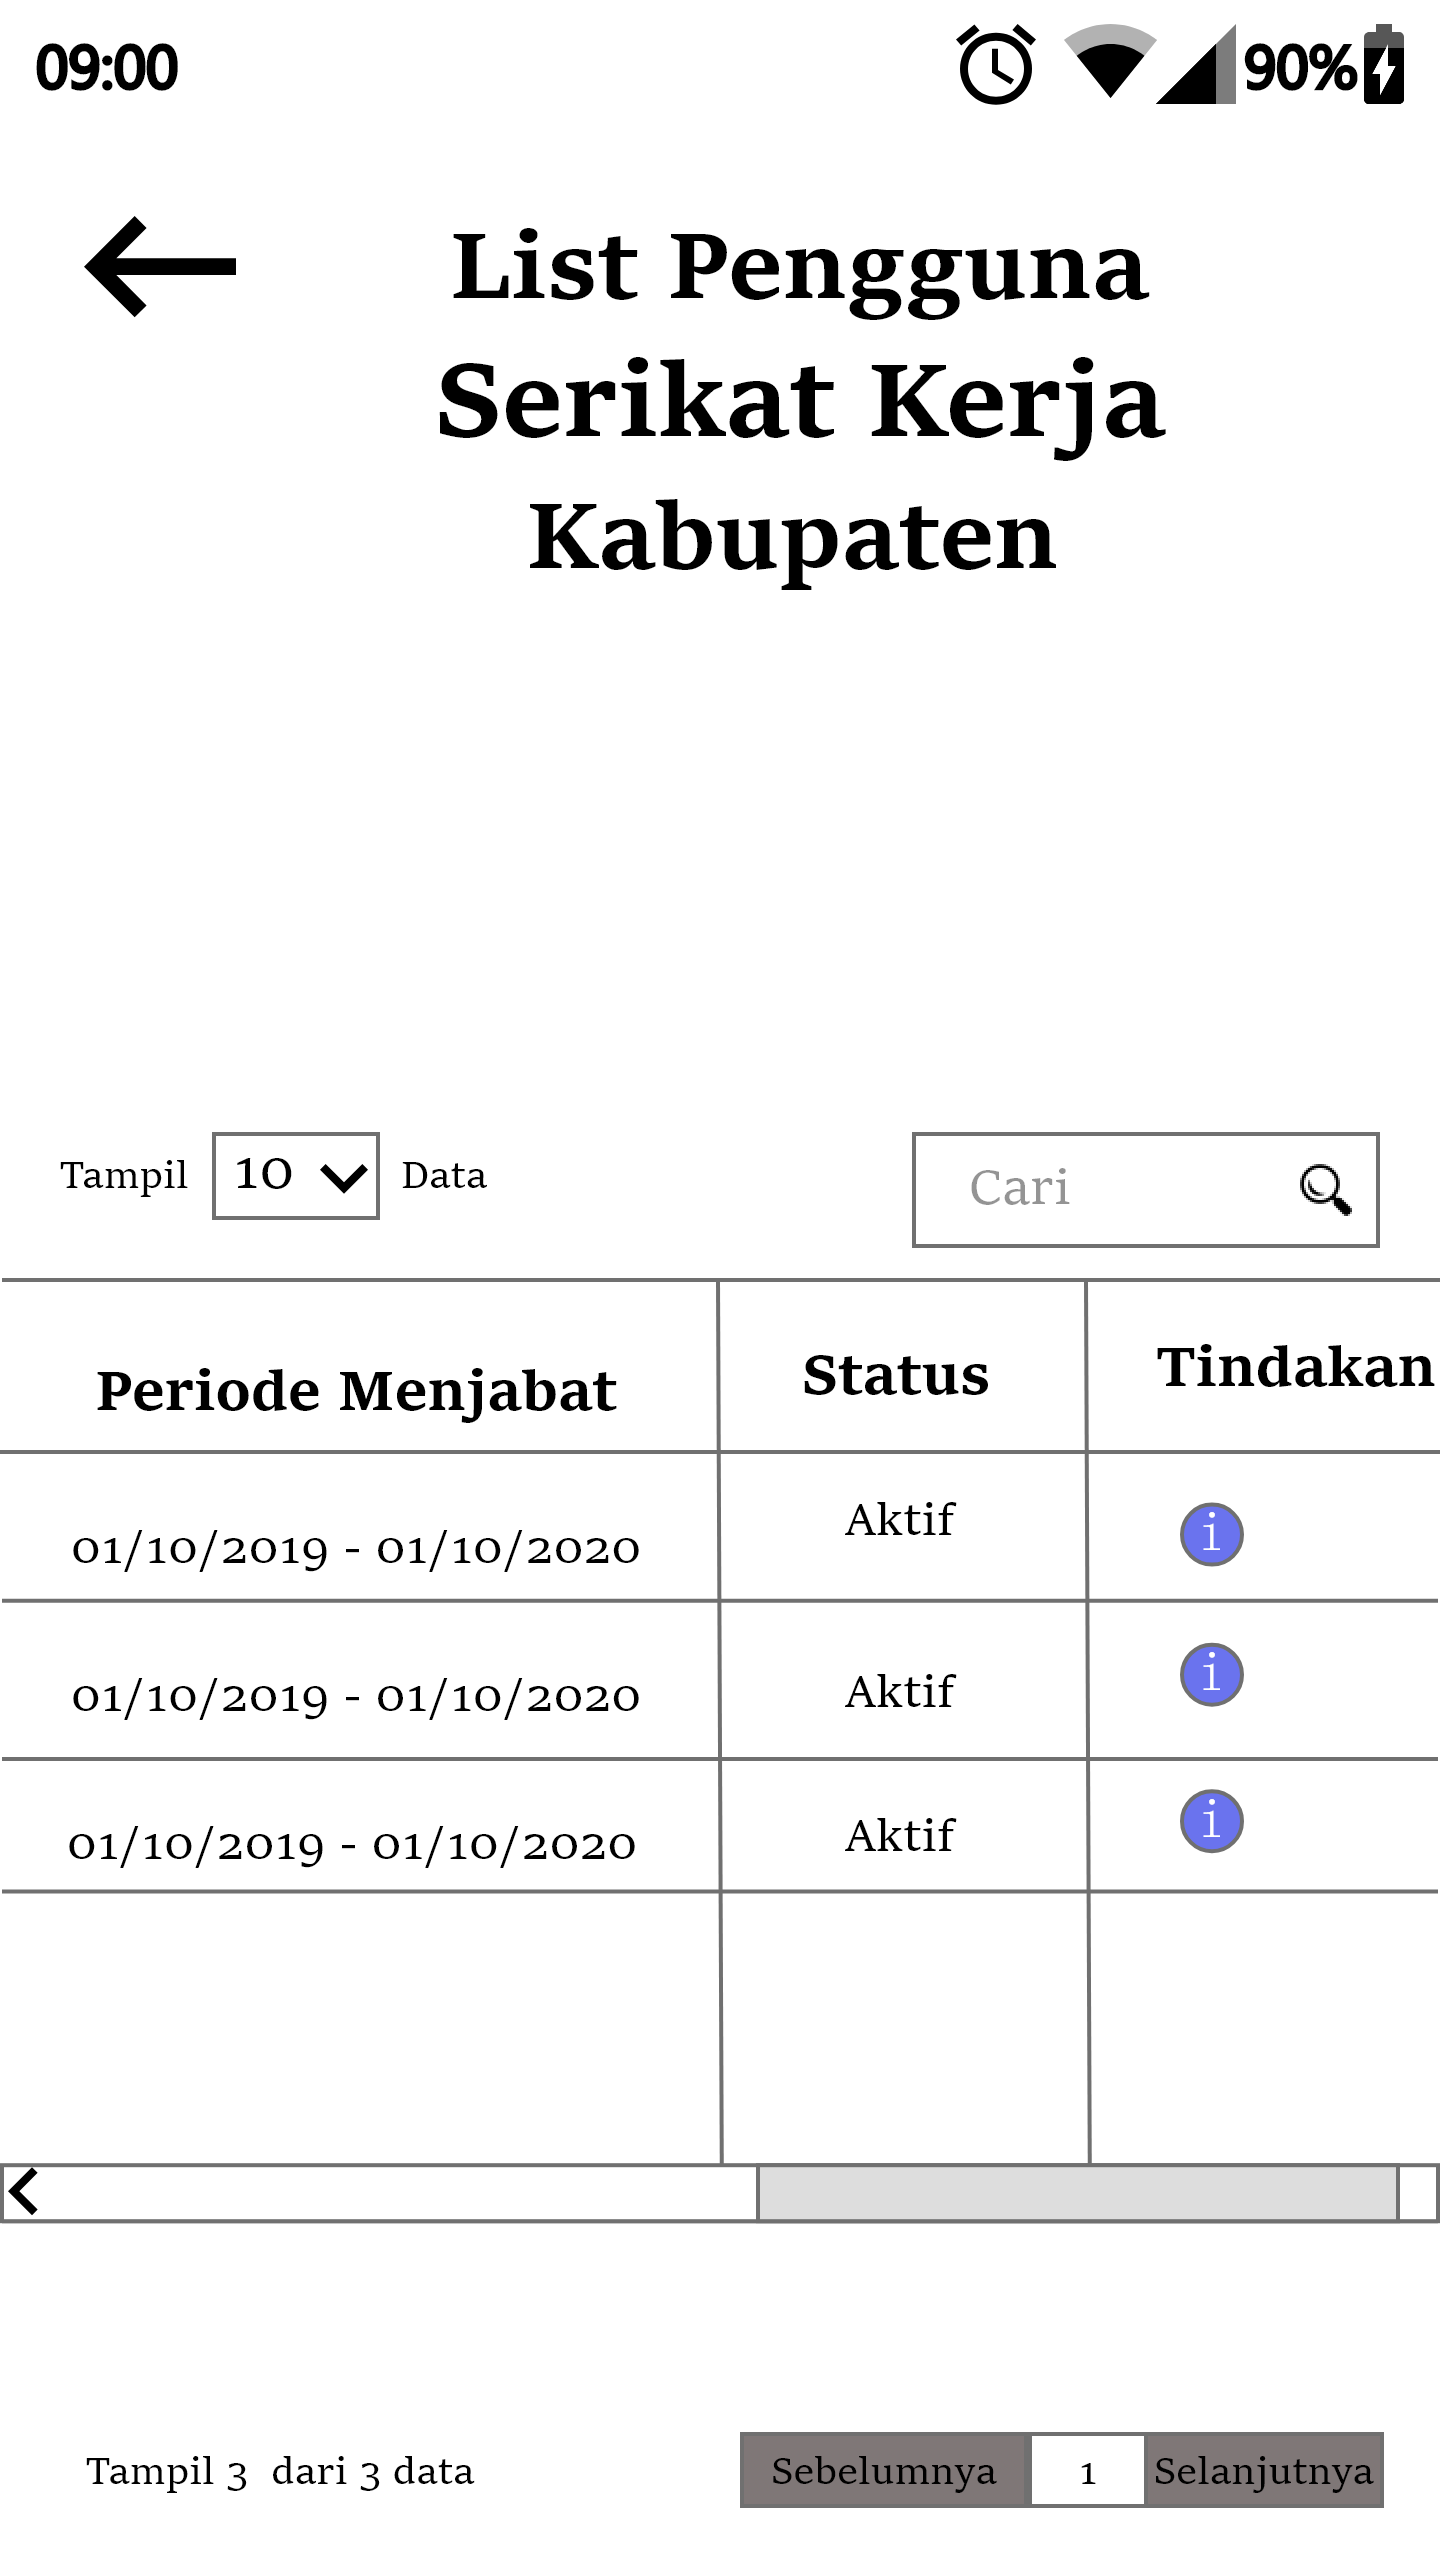 09:00 90%
List Pengguna
Serikat Kerja
Kabupaten
Tampil 10 Data Cari
Periode Menjabat Status Tindakan
01/10/2019 - 01/10/2020 Aktif i
01/10/2019 - 01/10/2020 Aktif i
01/10/2019 - 01/10/2020 Aktif i
Tampil 3 dari 3 data Sebelumnya 1 Selanjutnya